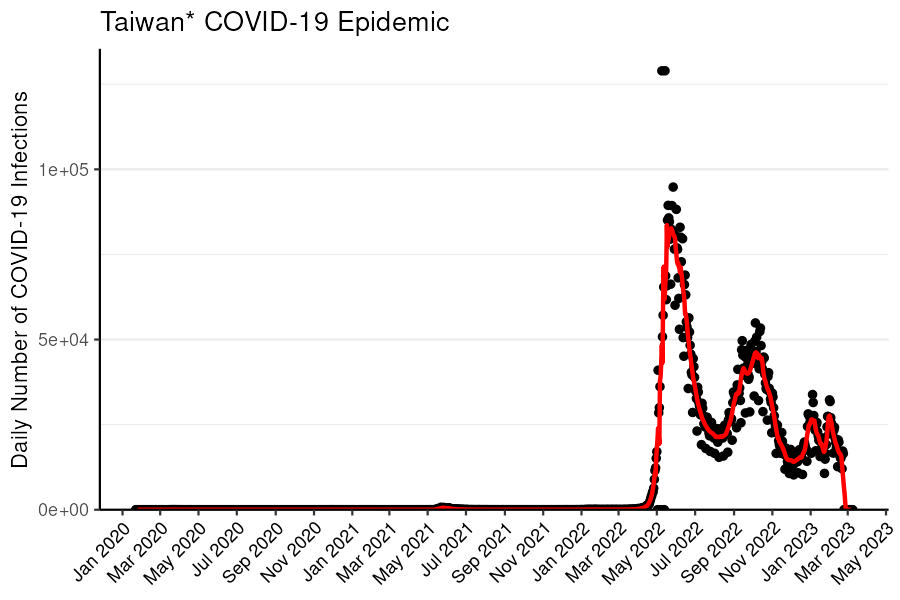 Taiwan* COVID-19 Epidemic
Daily Number of COVID-19 Infections
1e+05
5e+04
0e+00
Jan 2020
Mar 2020
May 2020
Jul 2020
Sep 2020
Nov 2020
Jan 2021
Mar 2021
May 2021
Jul 2021
Sep 2021
Nov 2021
Jan 2022
Mar 2022
May 2022
Jul 2022
Sep 2022
Nov 2022
Jan 2023
Mar 2023
May 2023